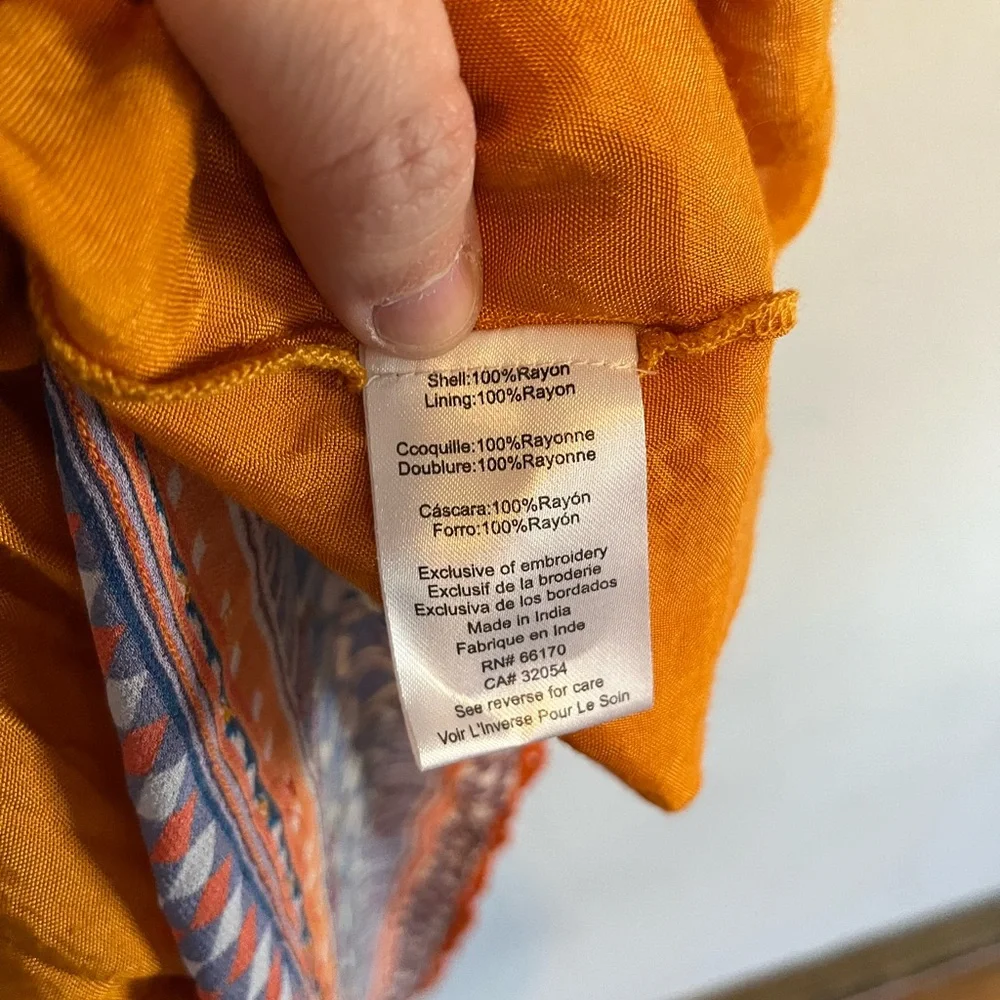 Shell:100%Rayon
Lining:100%Rayon
Ccoquille:100%Rayonne
Doublure:100%Rayonne
Cáscara:100%Rayón
Forro:100%Rayón
Exclusive of embroidery
Exclusif de la broderie
Exclusiva de los bordados
Made in India
Fabrique en Inde
RN# 66170
CA# 32054
See reverse for care
Voir L'Inverse Pour Le Soin